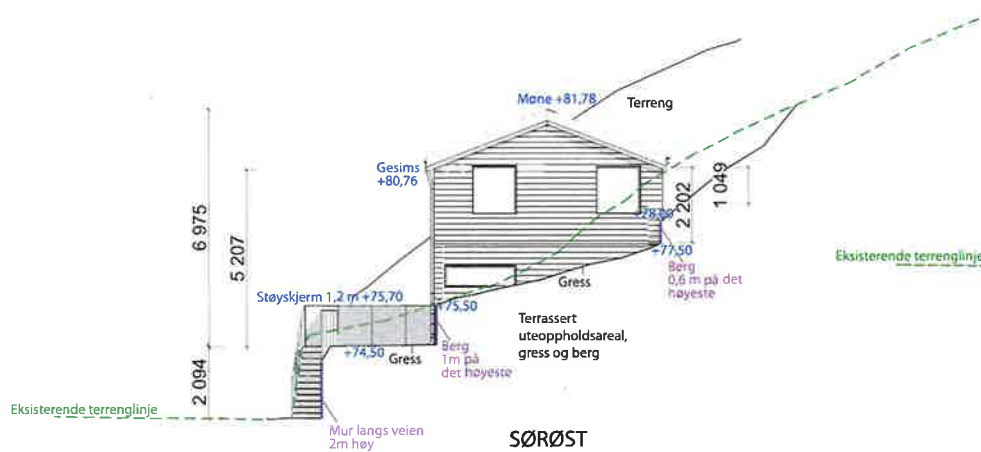 Møne +81,78
Terreng
Gesims
+80,76
6 975
5 207
2 202
1 049
+78,00
+77,50
Berg
0,6 m på det
høyeste
Eksisterende terrenglinje
Gress
Støyskjerm 1,2 m +75,70
+75,50
Terrassert
uteoppholdsareal,
gress og berg
+74,50
Gress
Berg
1m på
det høyeste
2 094
Eksisterende terrenglinje
Mur langs veien
2m høy
SØRØST